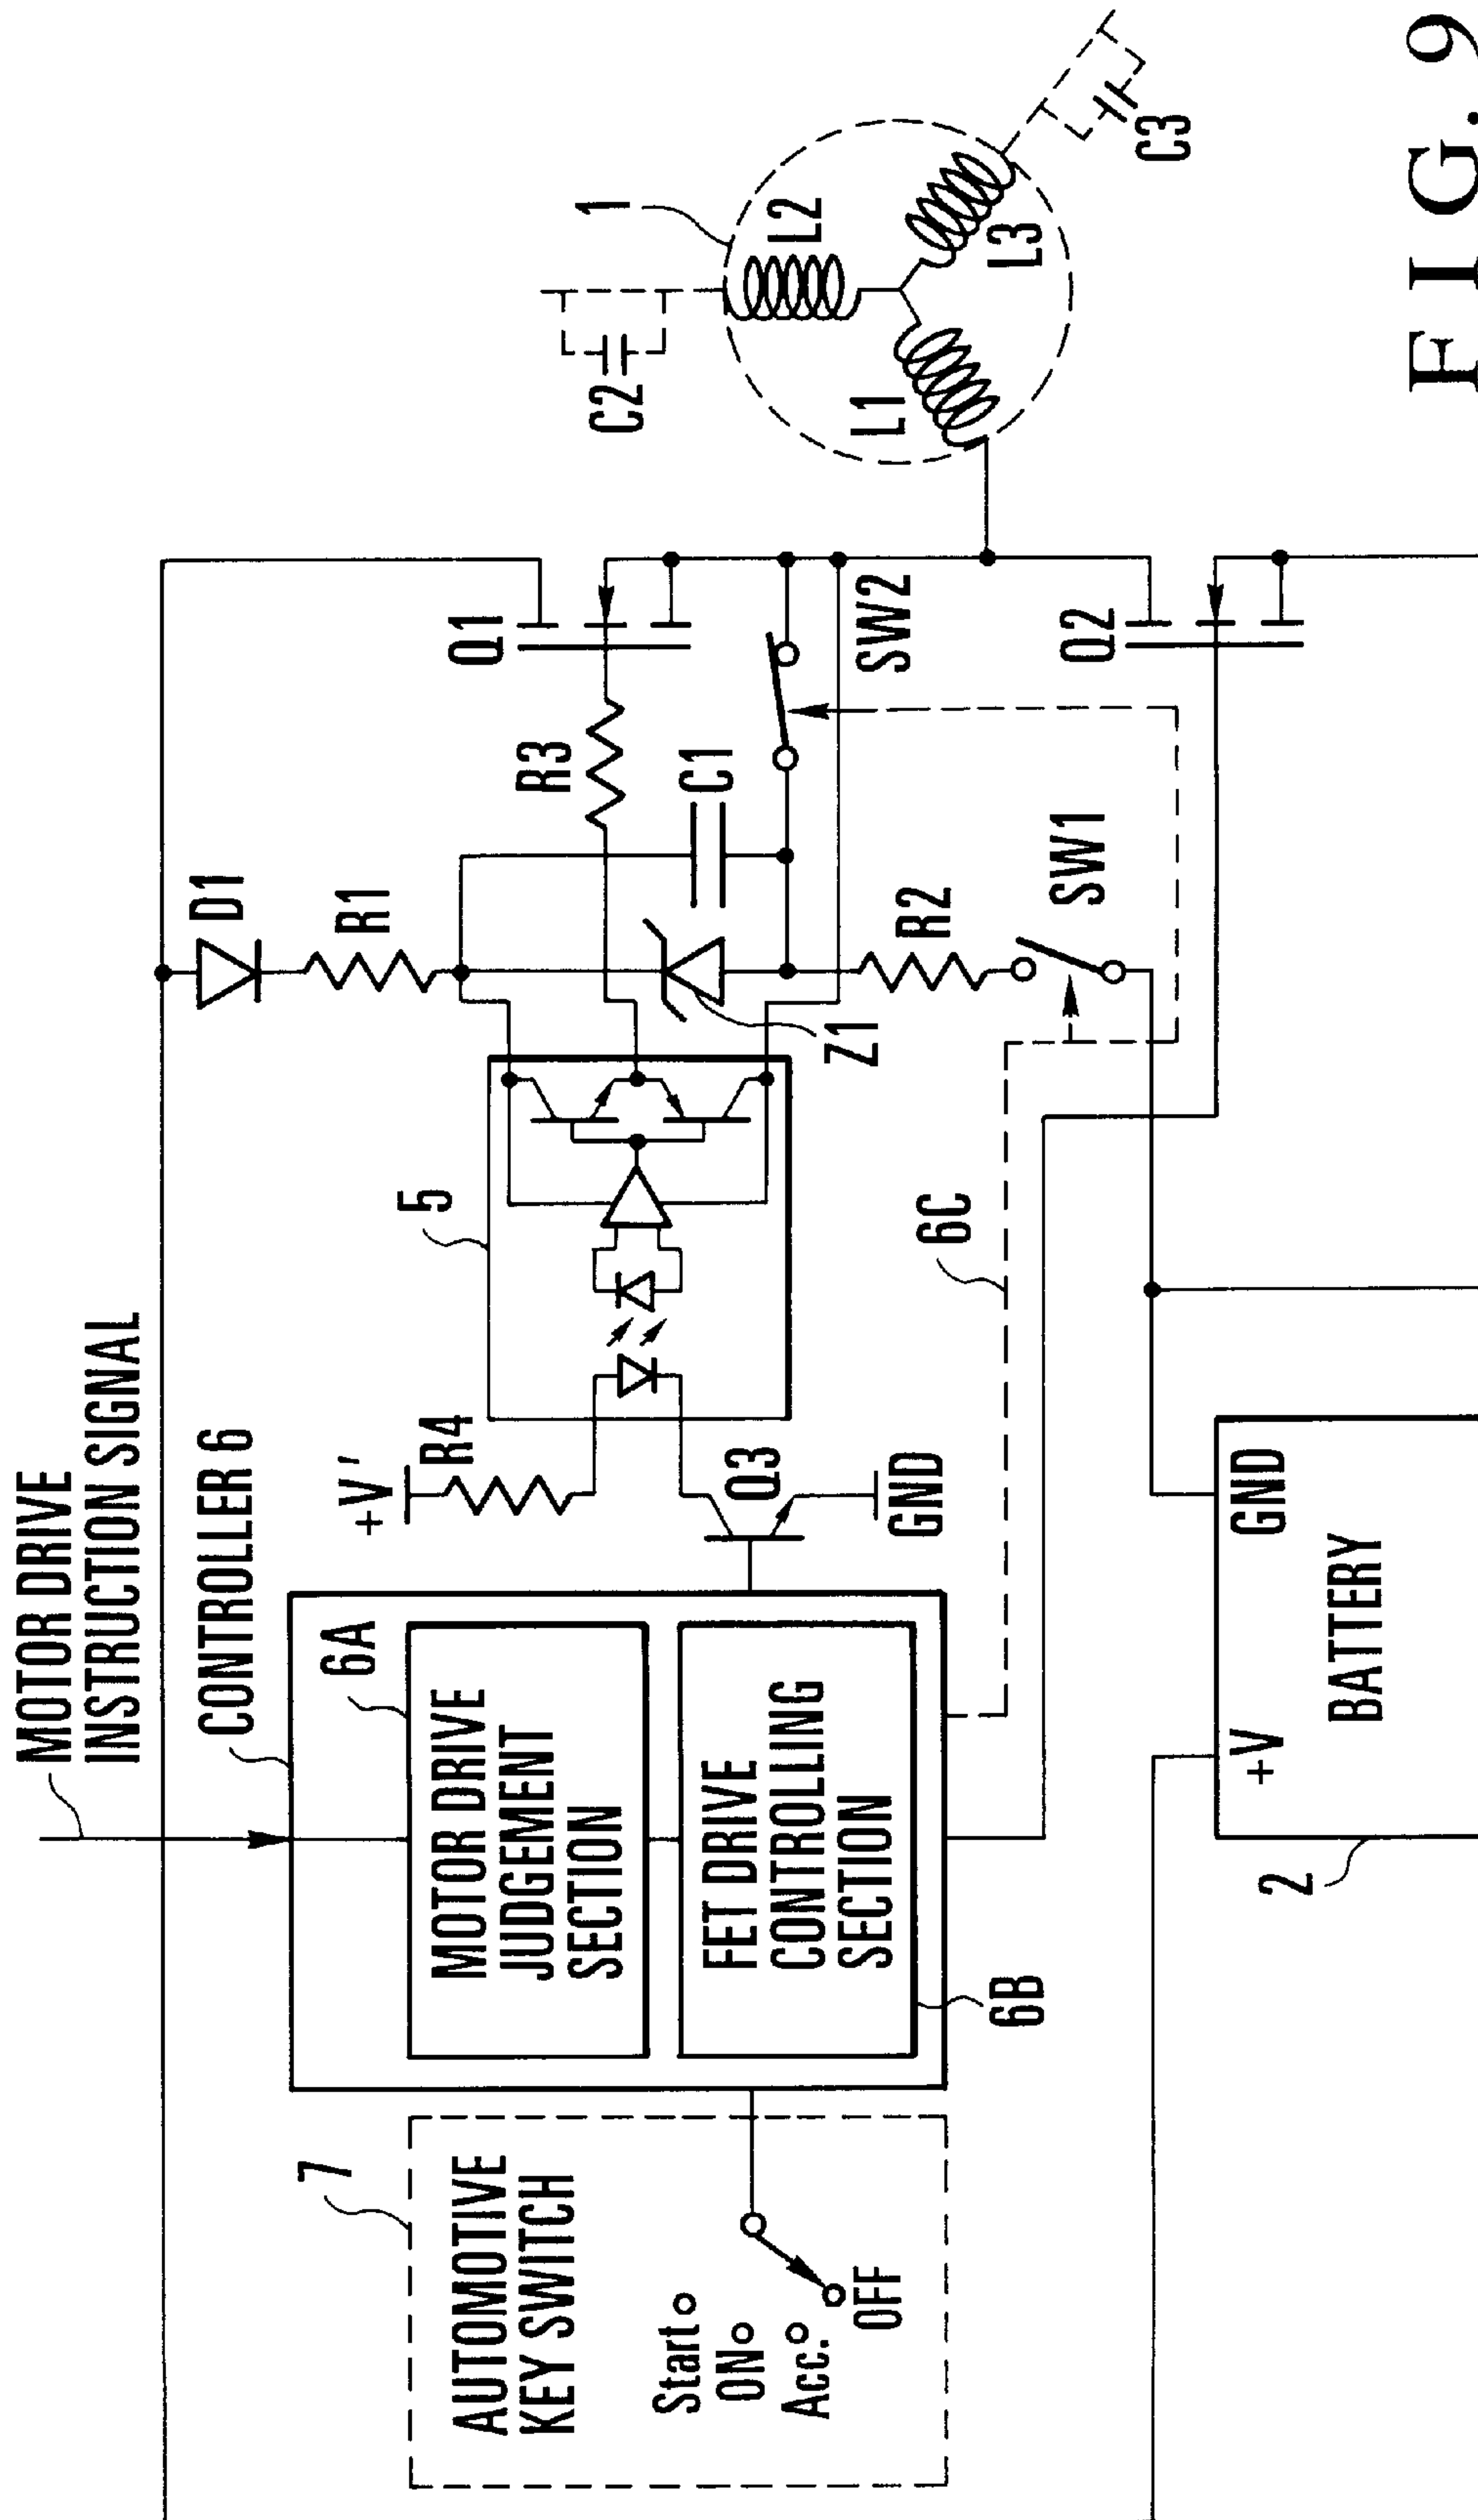 MOTOR DRIVE
INSTRUCTION SIGNAL
CONTROLLER 6
6A
MOTOR DRIVE
JUDGEMENT
SECTION
FET DRIVE
CONTROLLING
SECTION
6B
7
AUTOMOTIVE
KEY SWITCH
Start
ON
Acc.
OFF
+V'
R4
Q3
GND
5
6C
D1
R1
Z1
C1
R3
R2
SW1
SW2
Q1
Q2
1
L1
L2
L3
C2
C3
2
+V
GND
BATTERY
FIG. 9